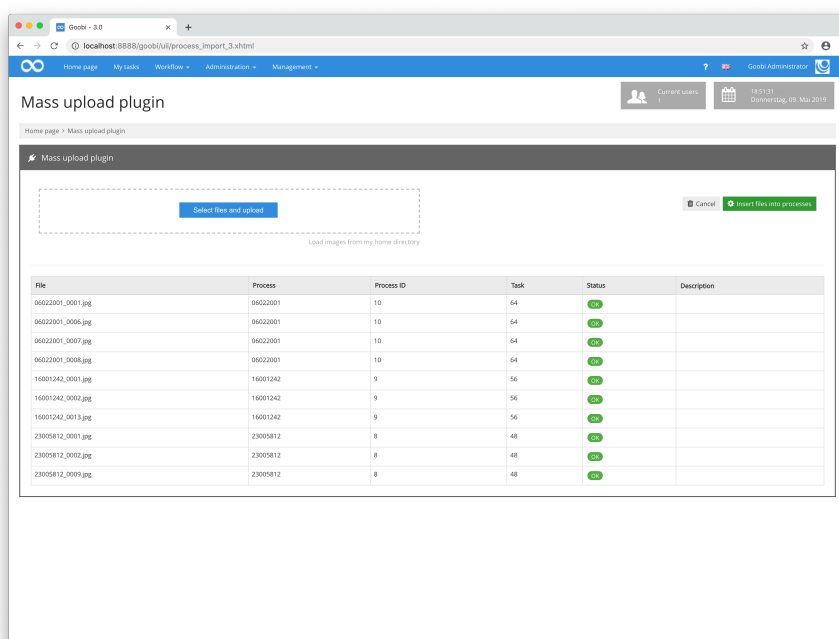 Goobi - 3.0
localhost:8888/goobi/uii/process_import_3.xhtml
Home page My tasks Workflow Administration Management ? Goobi Administrator
Mass upload plugin
Current users
1
18:51:31
Donnerstag, 09. Mai 2019
Home page > Mass upload plugin
Mass upload plugin
Select files and upload
Cancel
Insert files into processes
Load images from my home directory
File Process Process ID Task Status Description
06022001_0001.jpg 06022001 10 64 OK
06022001_0006.jpg 06022001 10 64 OK
06022001_0007.jpg 06022001 10 64 OK
06022001_0008.jpg 06022001 10 64 OK
16001242_0001.jpg 16001242 9 56 OK
16001242_0002.jpg 16001242 9 56 OK
16001242_0013.jpg 16001242 9 56 OK
23005812_0001.jpg 23005812 8 48 OK
23005812_0002.jpg 23005812 8 48 OK
23005812_0009.jpg 23005812 8 48 OK